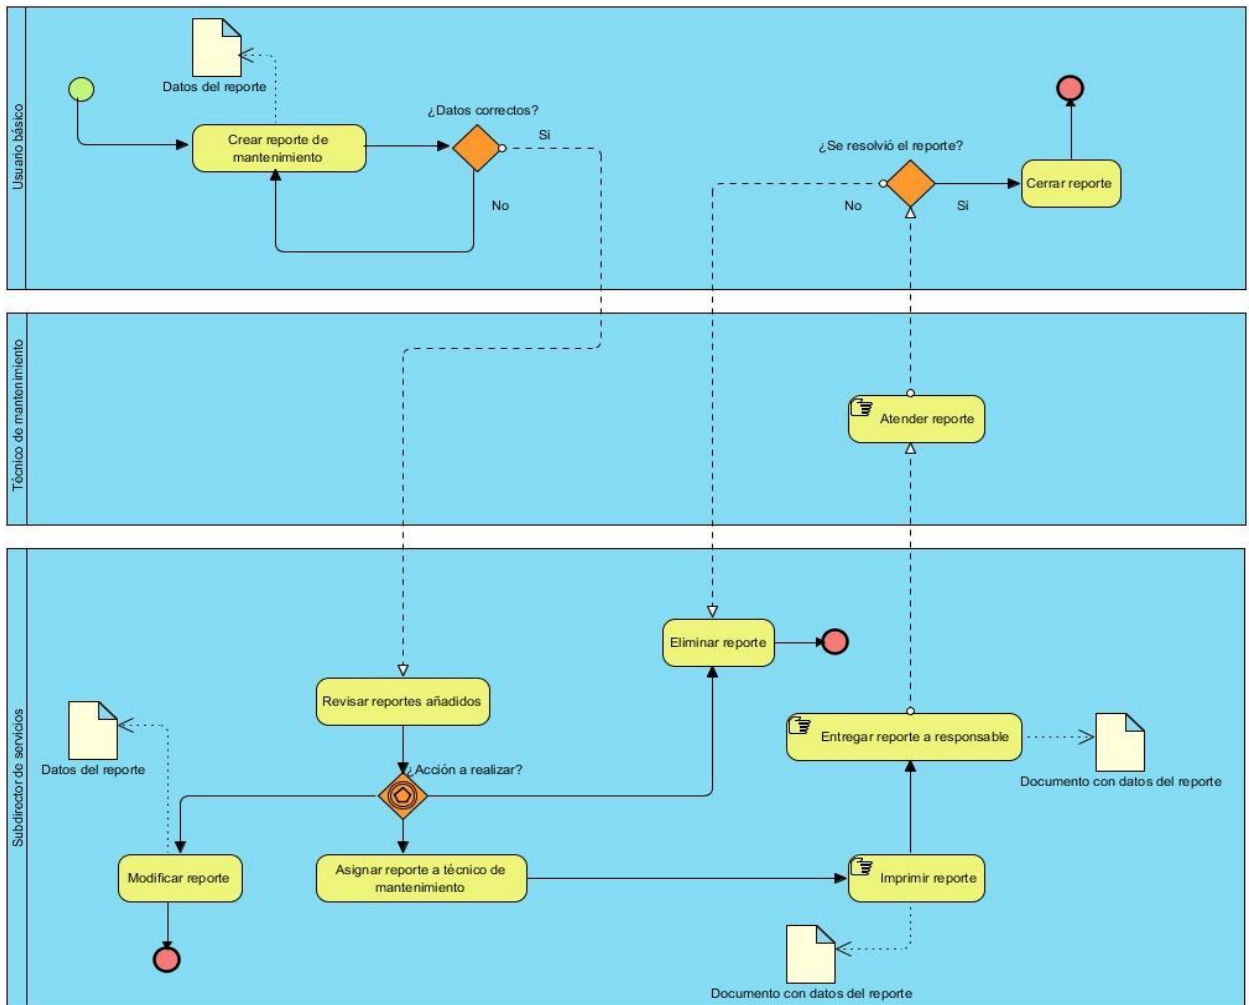 Usuario básico
Datos del reporte
Crear reporte de
mantenimiento
¿Datos correctos?
Si
No
¿Se resolvió el reporte?
No
Si
Cerrar reporte
Técnico de mantenimiento
Atender reporte
Subdirector de servicios
Eliminar reporte
Revisar reportes añadidos
Datos del reporte
¿Acción a realizar?
Entregar reporte a responsable
Documento con datos del reporte
Modificar reporte
Asignar reporte a técnico de
mantenimiento
Imprimir reporte
Documento con datos del reporte